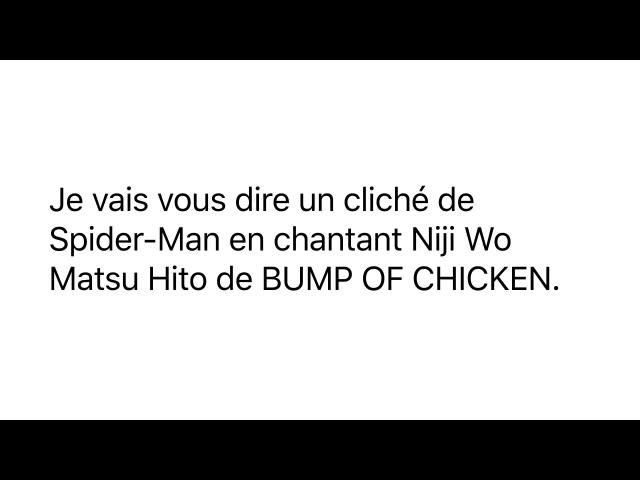 Je vais vous dire un cliché de
Spider-Man en chantant Niji Wo
Matsu Hito de BUMP OF CHICKEN.